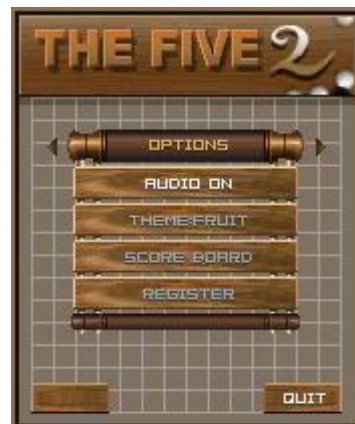 THE FIVE 2
OPTIONS
AUDIO ON
THEME:FRUIT
SCORE BOARD
REGISTER
QUIT